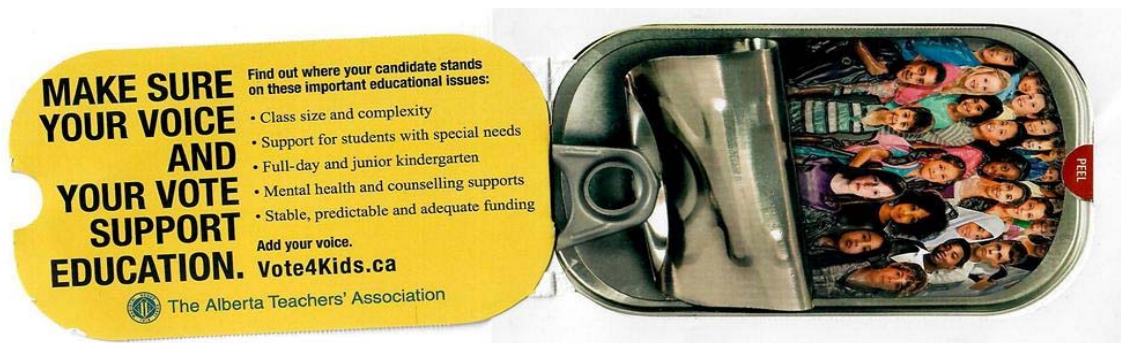 MAKE SURE
YOUR VOICE
AND
YOUR VOTE
SUPPORT
EDUCATION.
Find out where your candidate stands
on these important educational issues:
• Class size and complexity
• Support for students with special needs
• Full-day and junior kindergarten
• Mental health and counselling supports
• Stable, predictable and adequate funding
Add your voice.
Vote4Kids.ca
The Alberta Teachers' Association
PEEL